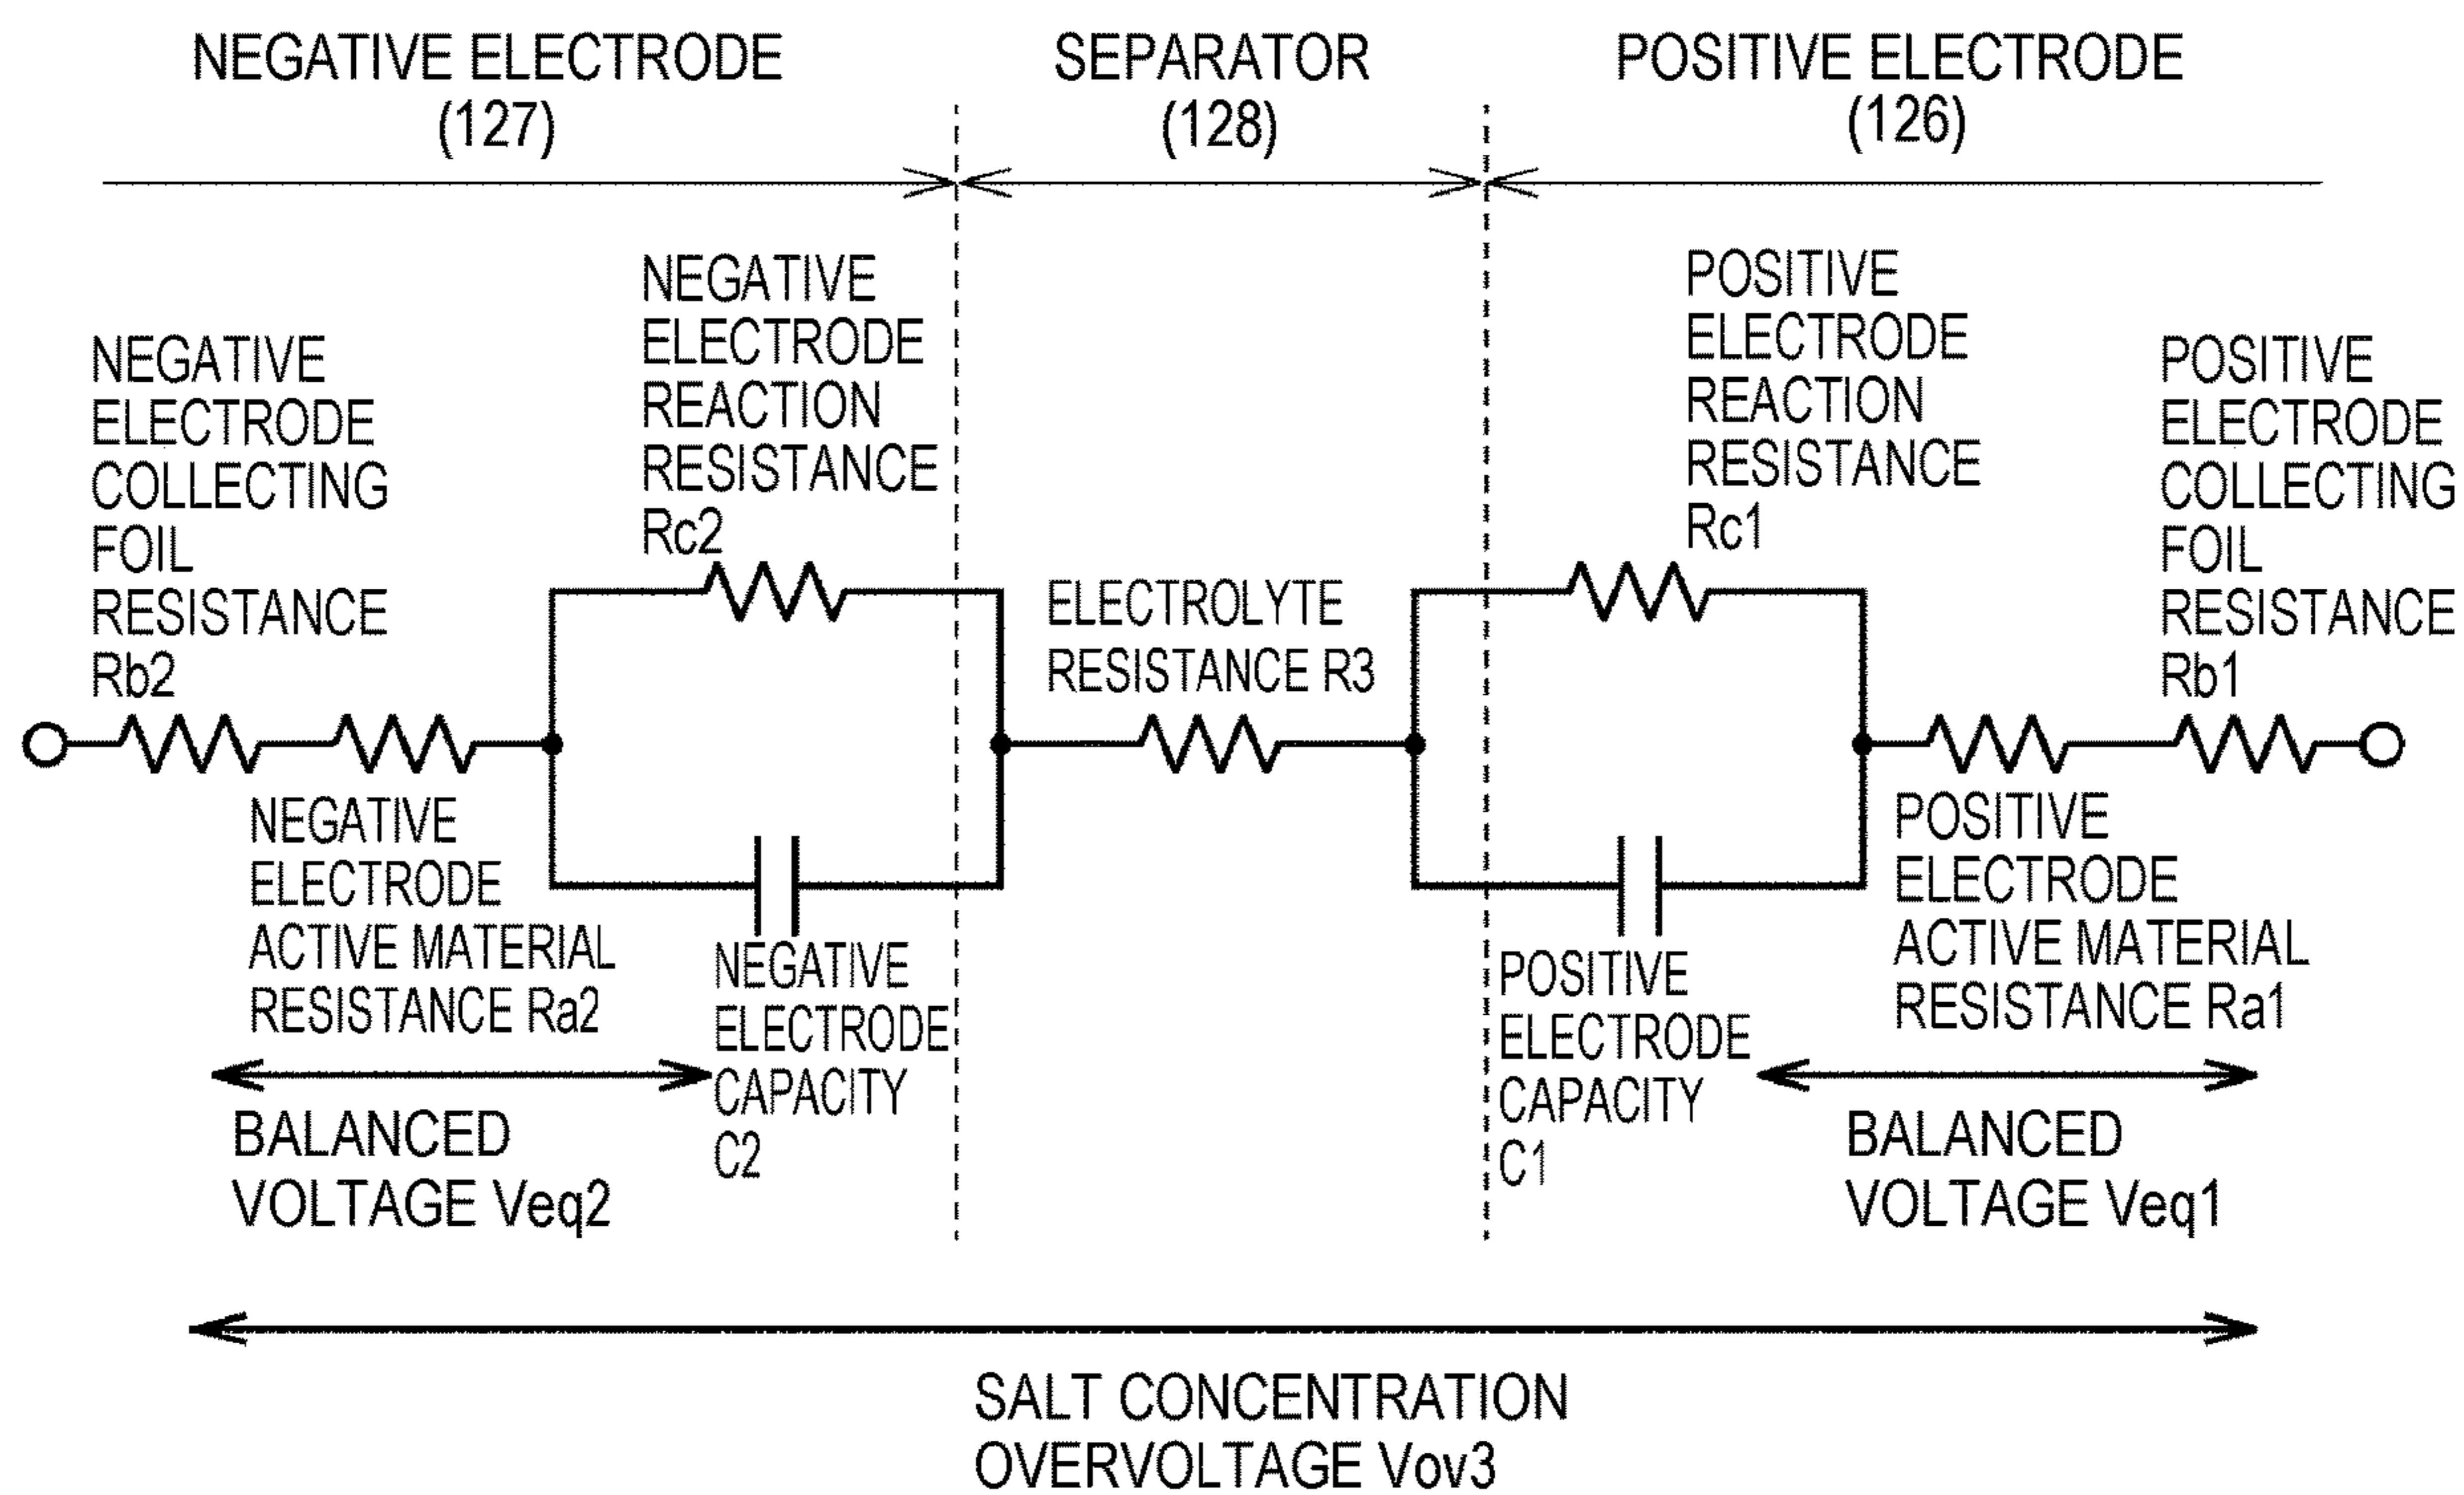 NEGATIVE ELECTRODE
(127)
SEPARATOR
(128)
POSITIVE ELECTRODE
(126)
NEGATIVE
ELECTRODE
COLLECTING
FOIL
RESISTANCE
Rb2
NEGATIVE
ELECTRODE
REACTION
RESISTANCE
Rc2
ELECTROLYTE
RESISTANCE R3
POSITIVE
ELECTRODE
REACTION
RESISTANCE
Rc1
POSITIVE
ELECTRODE
COLLECTING
FOIL
RESISTANCE
Rb1
NEGATIVE
ELECTRODE
ACTIVE MATERIAL
RESISTANCE Ra2
NEGATIVE
ELECTRODE
CAPACITY
C2
POSITIVE
ELECTRODE
CAPACITY
C1
POSITIVE
ELECTRODE
ACTIVE MATERIAL
RESISTANCE Ra1
BALANCED
VOLTAGE Veq2
BALANCED
VOLTAGE Veq1
SALT CONCENTRATION
OVERVOLTAGE Vov3